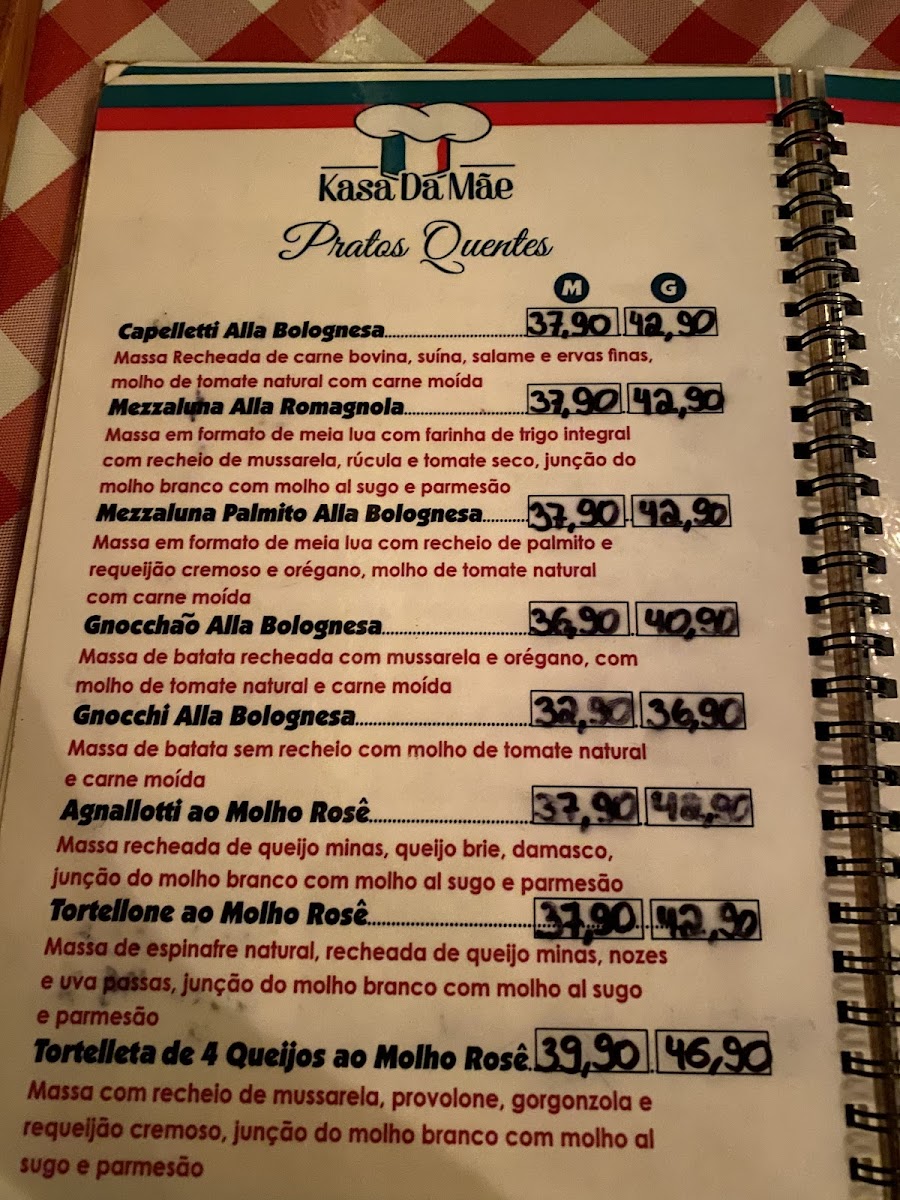 Kasa Da Mãe
Pratos Quentes
M G
Capelletti Alla Bolognesa 37,90 42,90
Massa Recheada de carne bovina, suína, salame e ervas finas,
molho de tomate natural com carne moída
Mezzaluna Alla Romagnola 37,90 42,90
Massa em formato de meia lua com farinha de trigo integral
com recheio de mussarela, rúcula e tomate seco, junção do
molho branco com molho al sugo e parmesão
Mezzaluna Palmito Alla Bolognesa 37,90 42,90
Massa em formato de meia lua com recheio de palmito e
requeijão cremoso e orégano, molho de tomate natural
com carne moída
Gnocchão Alla Bolognesa 36,90 40,90
Massa de batata recheada com mussarela e orégano, com
molho de tomate natural e carne moída
Gnocchi Alla Bolognesa 32,90 36,90
Massa de batata sem recheio com molho de tomate natural
e carne moída
Agnallotti ao Molho Rosê 37,90 42,90
Massa recheada de queijo minas, queijo brie, damasco,
junção do molho branco com molho al sugo e parmesão
Tortellone ao Molho Rosê 37,90 42,90
Massa de espinafre natural, recheada de queijo minas, nozes
e uva passas, junção do molho branco com molho al sugo
e parmesão
Tortelleta de 4 Queijos ao Molho Rosê 39,90 46,90
Massa com recheio de mussarela, provolone, gorgonzola e
requeijão cremoso, junção do molho branco com molho al
sugo e parmesão